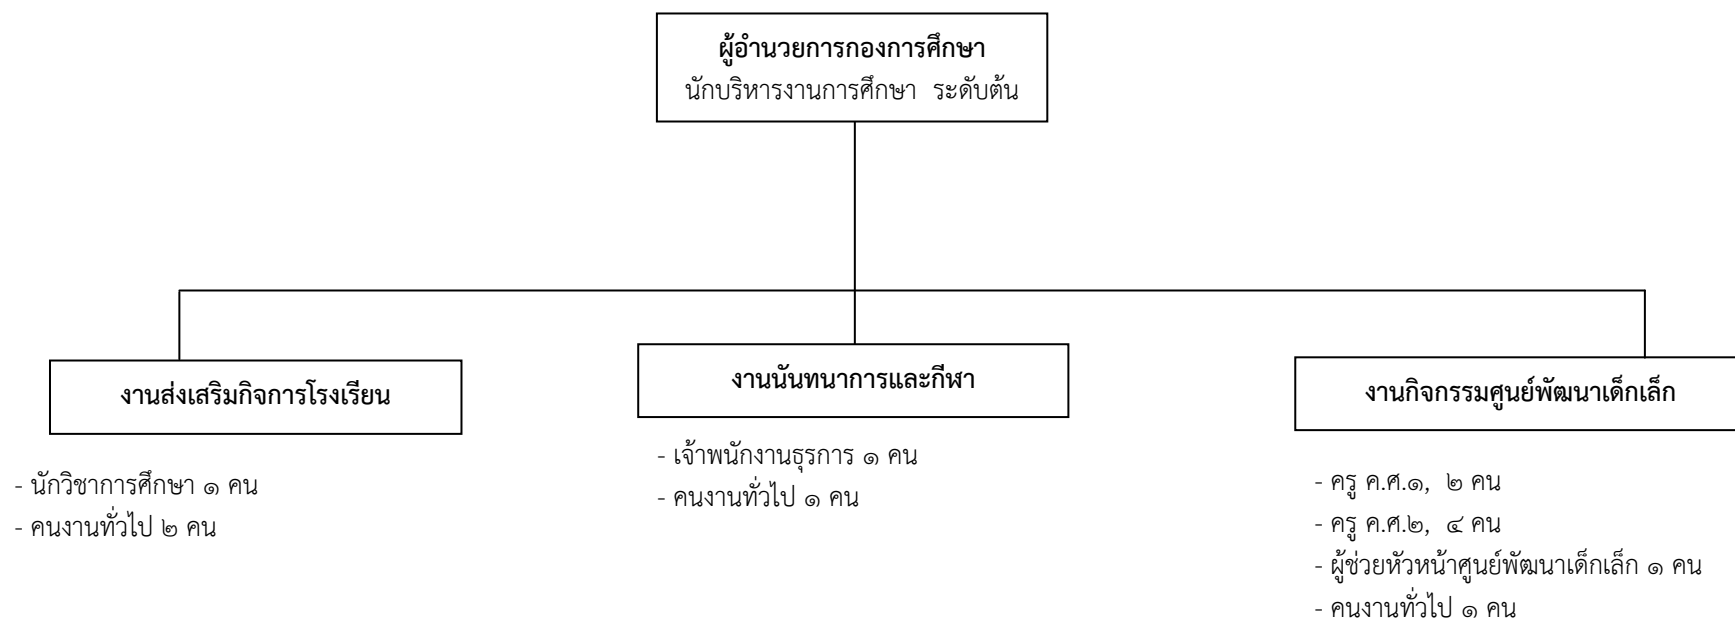 ผู้อำนวยการกองการศึกษา
นักบริหารงานการศึกษา ระดับต้น
งานส่งเสริมกิจการโรงเรียน
- นักวิชาการศึกษา ๑ คน
- คนงานทั่วไป ๒ คน
งานนันทนาการและกีฬา
- เจ้าพนักงานธุรการ ๑ คน
- คนงานทั่วไป ๑ คน
งานกิจกรรมศูนย์พัฒนาเด็กเล็ก
- ครู ค.ศ.๑, ๒ คน
- ครู ค.ศ.๒, ๔ คน
- ผู้ช่วยหัวหน้าศูนย์พัฒนาเด็กเล็ก ๑ คน
- คนงานทั่วไป ๑ คน